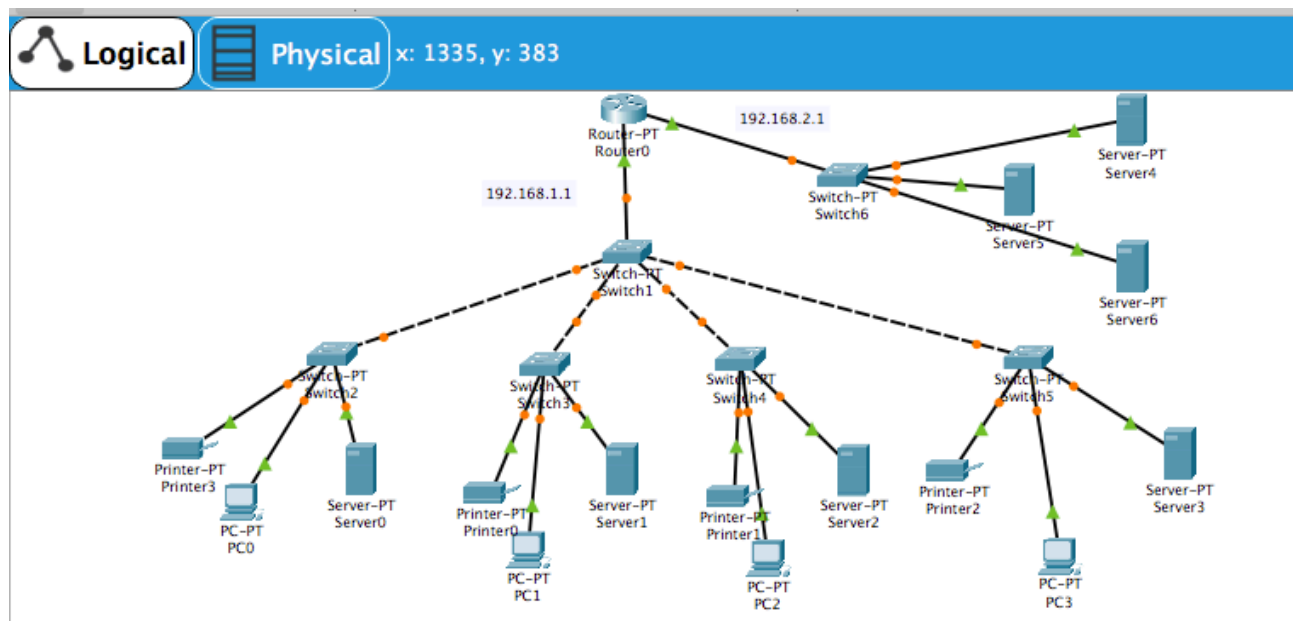 Logical
Physical
x: 1335, y: 383
192.168.2.1
Router-PT
Router0
Server-PT
Server4
192.168.1.1
Switch-PT
Switch6
Server-PT
Server5
Switch-PT
Switch1
Server-PT
Server6
Switch-PT
Switch2
Switch-PT
Switch3
Switch-PT
Switch4
Switch-PT
Switch5
Printer-PT
Printer3
PC-PT
PC0
Server-PT
Server0
Printer-PT
Printer0
PC-PT
PC1
Server-PT
Server1
Printer-PT
Printer1
PC-PT
PC2
Server-PT
Server2
Printer-PT
Printer2
PC-PT
PC3
Server-PT
Server3